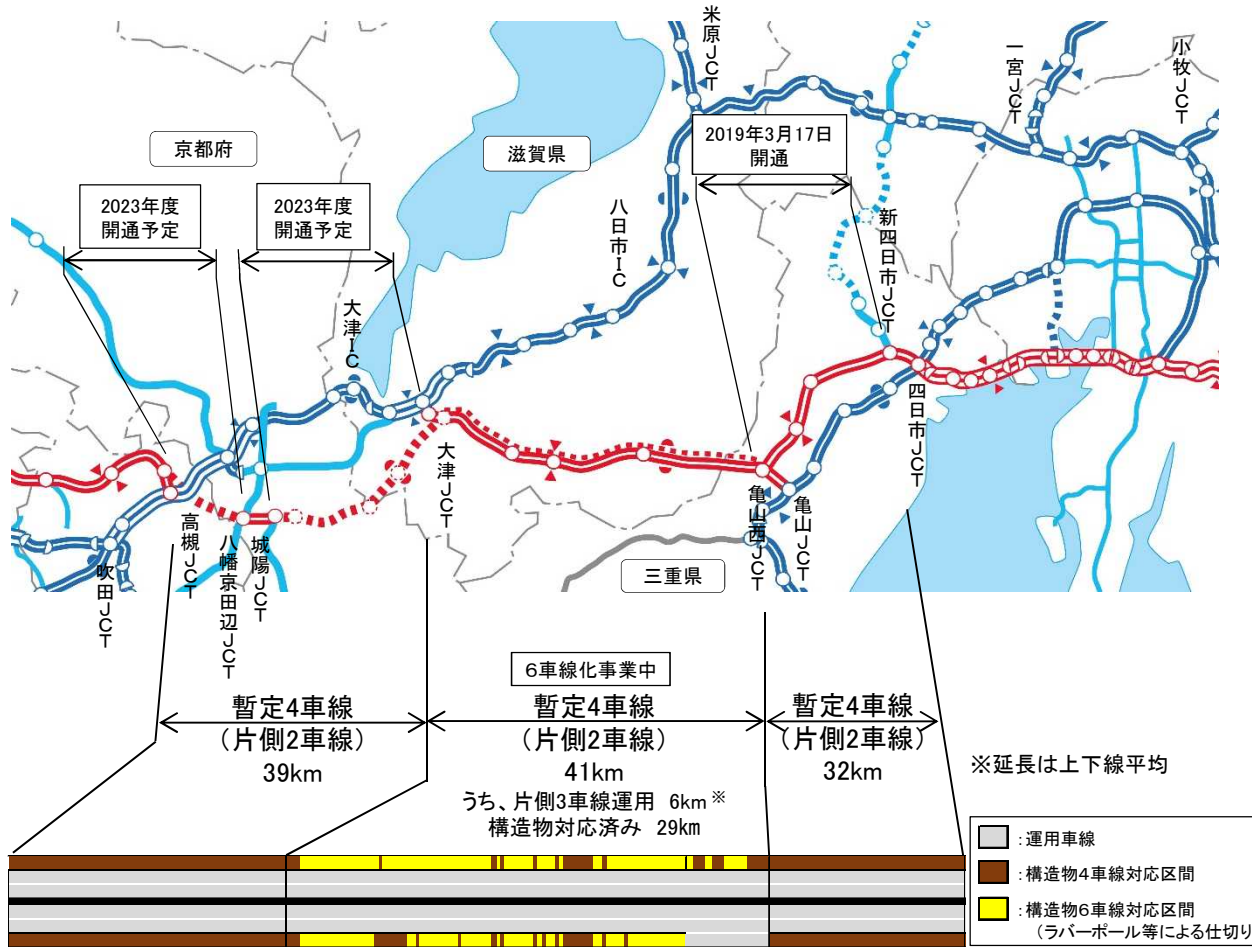 米原JCT
一宮JCT
小牧JCT
京都府
滋賀県
2019年3月17日
開通
2023年度
開通予定
2023年度
開通予定
八日市IC
新四日市JCT
大津IC
四日市JCT
大津JCT
亀山西JCT
亀山JCT
高槻JCT
城陽JCT
八幡京田辺JCT
吹田JCT
三重県
6車線化事業中
暫定4車線
(片側2車線)
39km
暫定4車線
(片側2車線)
41km
うち、片側3車線運用 6km※
構造物対応済み 29km
暫定4車線
(片側2車線)
32km
※延長は上下線平均
:運用車線
:構造物4車線対応区間
:構造物6車線対応区間
(ラバーポール等による仕切り